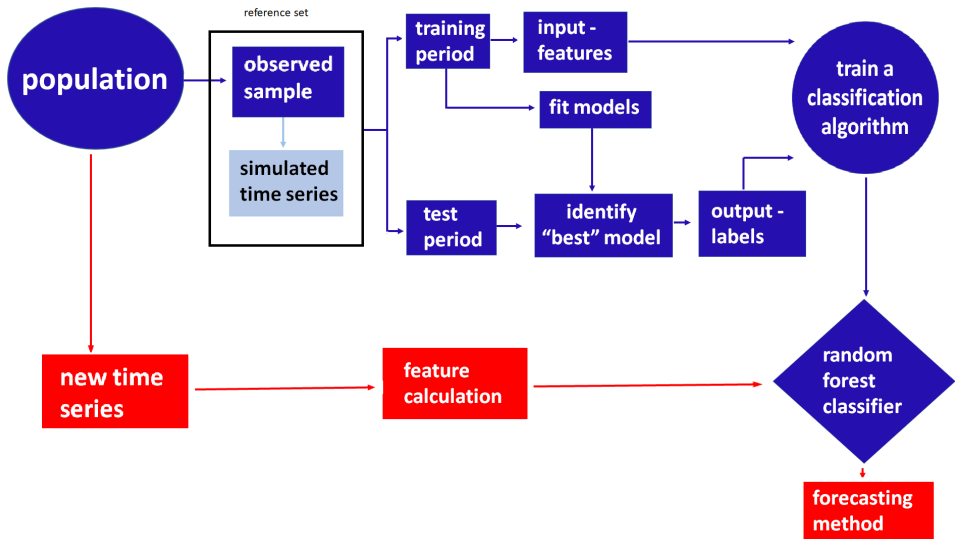 reference set
population
observed
sample
simulated
time series
training
period
input -
features
fit models
test
period
identify
“best” model
output -
labels
train a
classification
algorithm
new time
series
feature
calculation
random
forest
classifier
forecasting
method